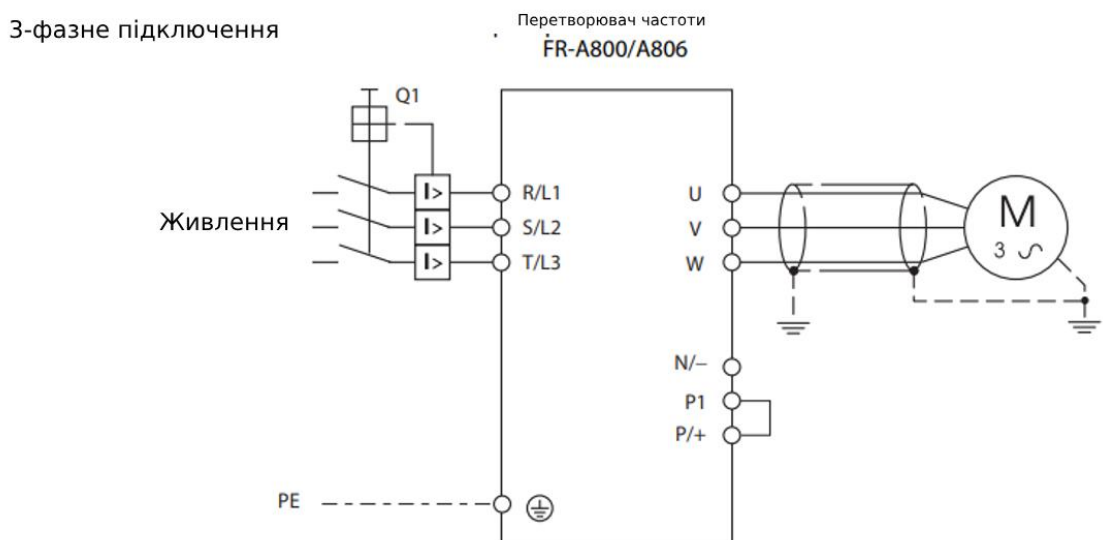 3-фазне підключення
Перетворювач частоти
FR-A800/A806
Q1
Живлення
I>
I>
I>
R/L1
S/L2
T/L3
U
V
W
M
3 ∿
N/–
P1
P/+
PE